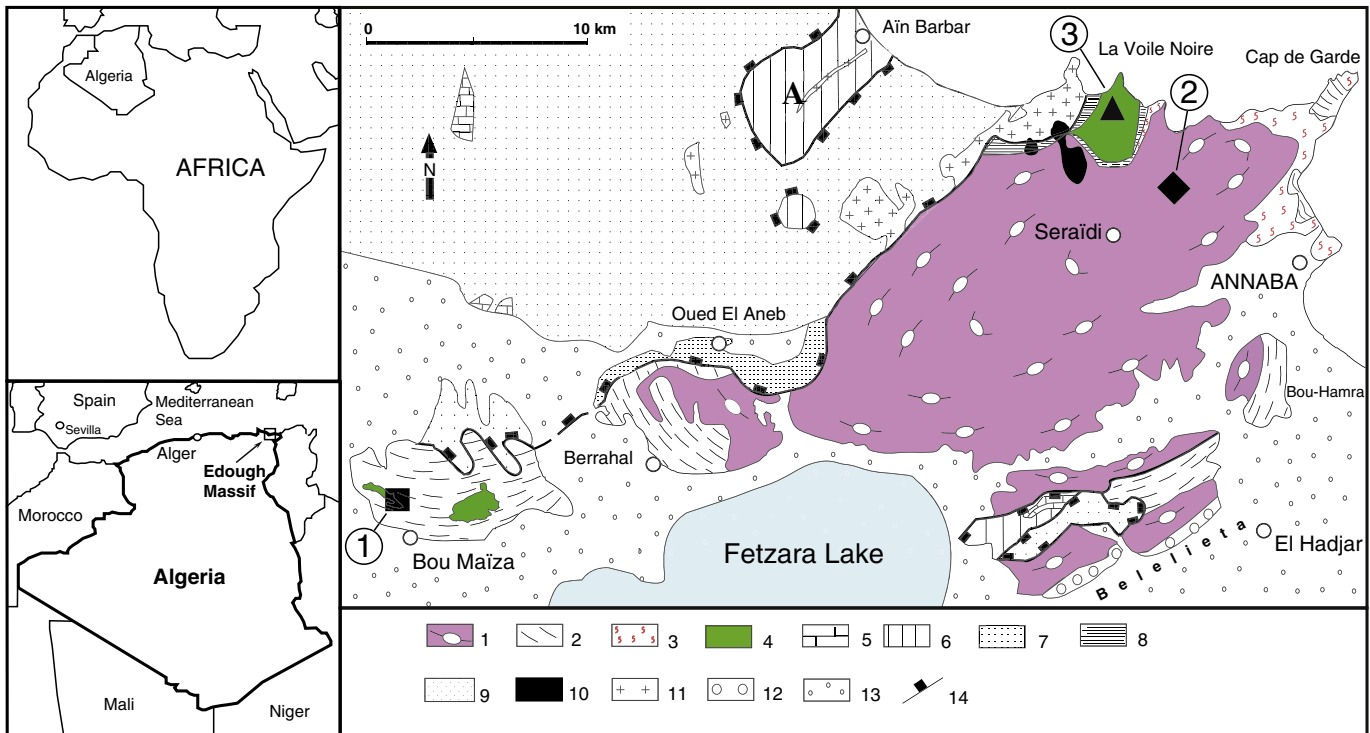 Algeria
AFRICA
Spain
Sevilla
Mediterranean
Sea
Alger
Edough
Massif
Morocco
Algeria
Mali
Niger
0 10 km
N
A
Aïn Barbar
3
La Voile Noire
Cap de Garde
2
Seraïdi
ANNABA
Oued El Aneb
Bou-Hamra
Berrahal
1
Bou Maïza
Fetzara Lake
El Hadjar
Belelieta
1 2 3 4 5 6 7 8
9 10 11 12 13 14